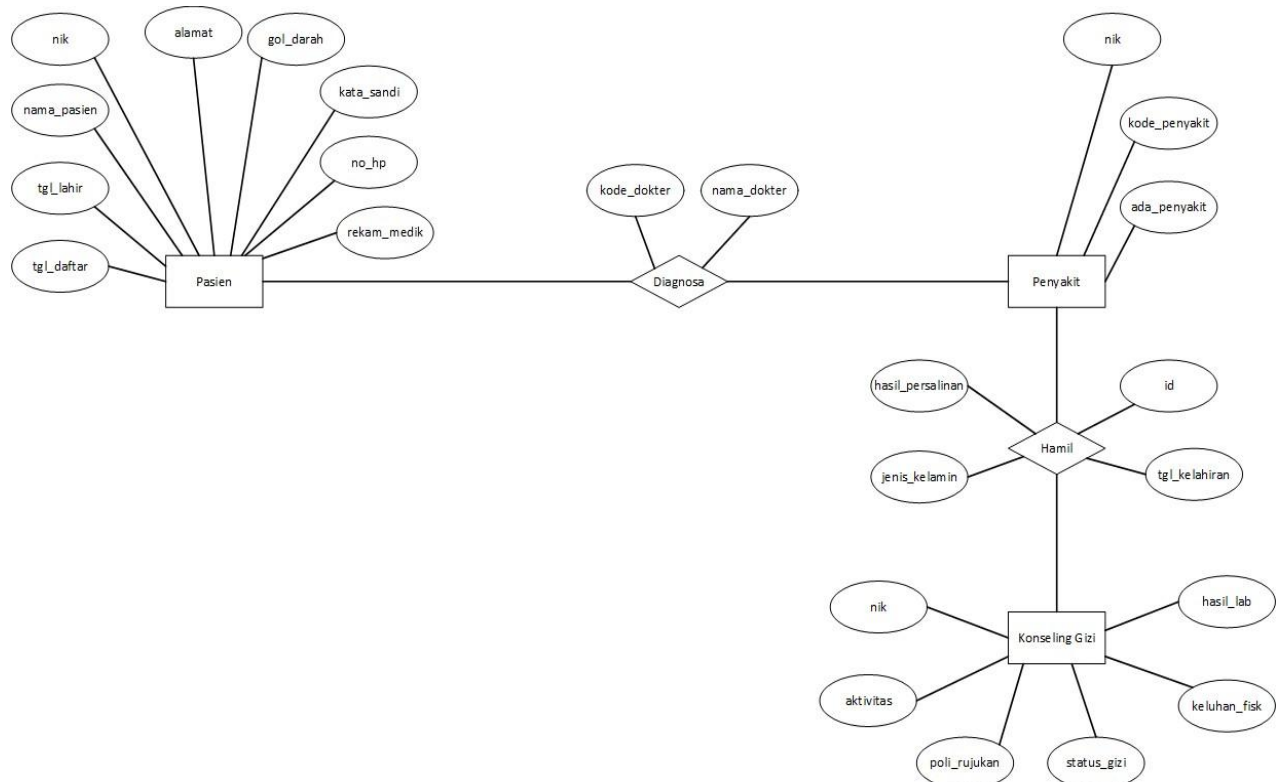 nik
alamat
gol_darah
nik
nama_pasien
kata_sandi
kode_penyakit
tgl_lahir
no_hp
kode_dokter
nama_dokter
ada_penyakit
tgl_daftar
rekam_medik
Pasien
Diagnosa
Penyakit
hasil_persalinan
id
Hamil
jenis_kelamin
tgl_kelahiran
nik
hasil_lab
Konseling Gizi
aktivitas
keluhan_fisk
poli_rujukan
status_gizi